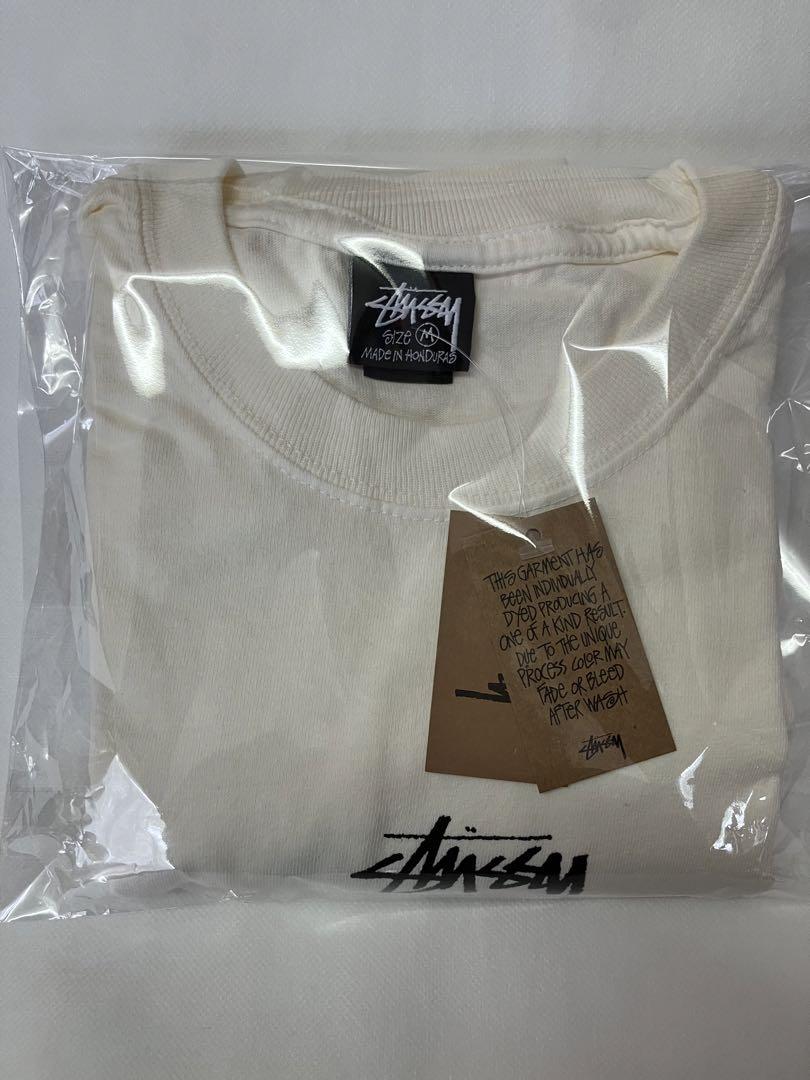 STÜSSY
SIZE M
MADE IN HONDURAS
THIS GARMENT HAS
BEEN INDIVIDUALLY
DYED PRODUCING A
ONE OF A KIND RESULT.
DUE TO THE UNIQUE
PROCESS, COLOR MAY
FADE OR BLEED
AFTER WASH
STÜSSY
STÜSSY